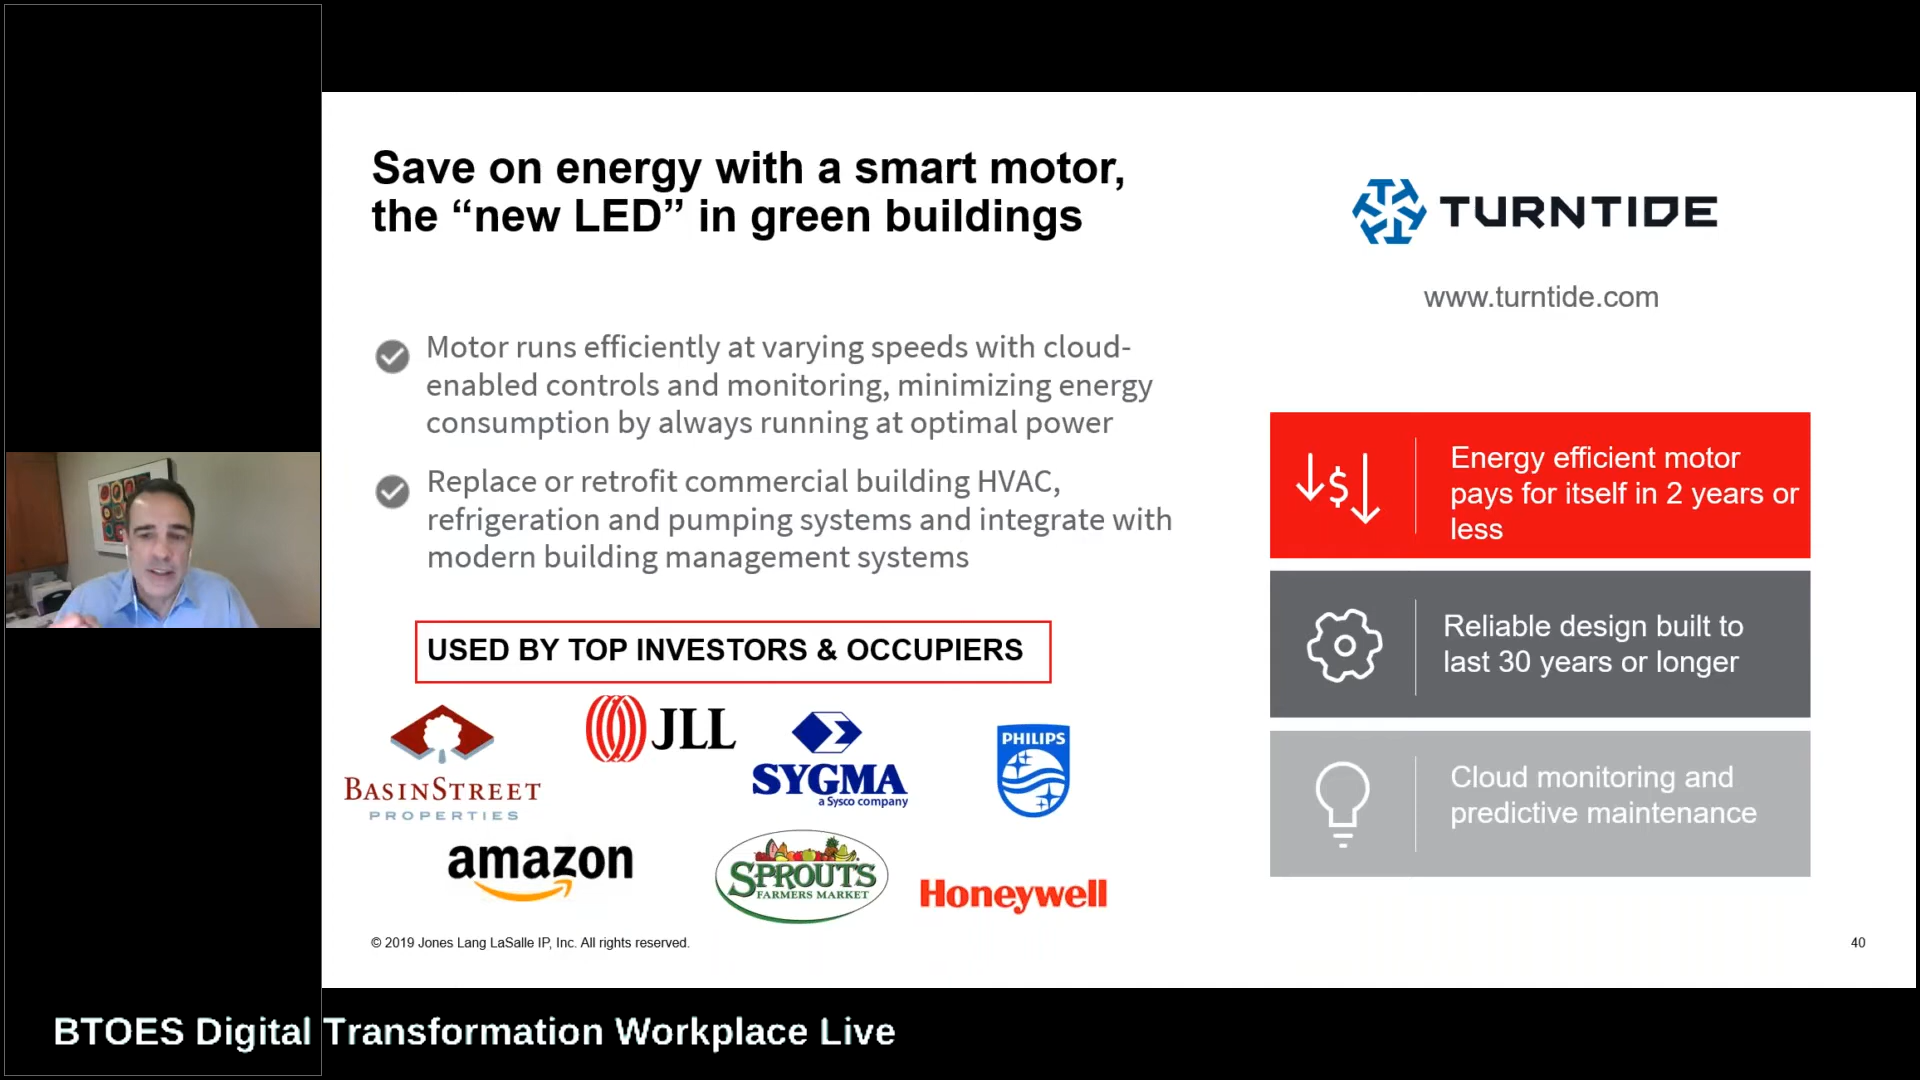 Save on energy with a smart motor,
the “new LED” in green buildings
TURNTIDE
www.turntide.com
Motor runs efficiently at varying speeds with cloud-
enabled controls and monitoring, minimizing energy
consumption by always running at optimal power
Replace or retrofit commercial building HVAC,
refrigeration and pumping systems and integrate with
modern building management systems
Energy efficient motor
pays for itself in 2 years or
less
Reliable design built to
last 30 years or longer
Cloud monitoring and
predictive maintenance
USED BY TOP INVESTORS & OCCUPIERS
BASINSTREET
PROPERTIES
JLL
SYGMA
a Sysco company
PHILIPS
amazon
SPROUTS
FARMERS MARKET
Honeywell
© 2019 Jones Lang LaSalle IP, Inc. All rights reserved.
40
BTOES Digital Transformation Workplace Live